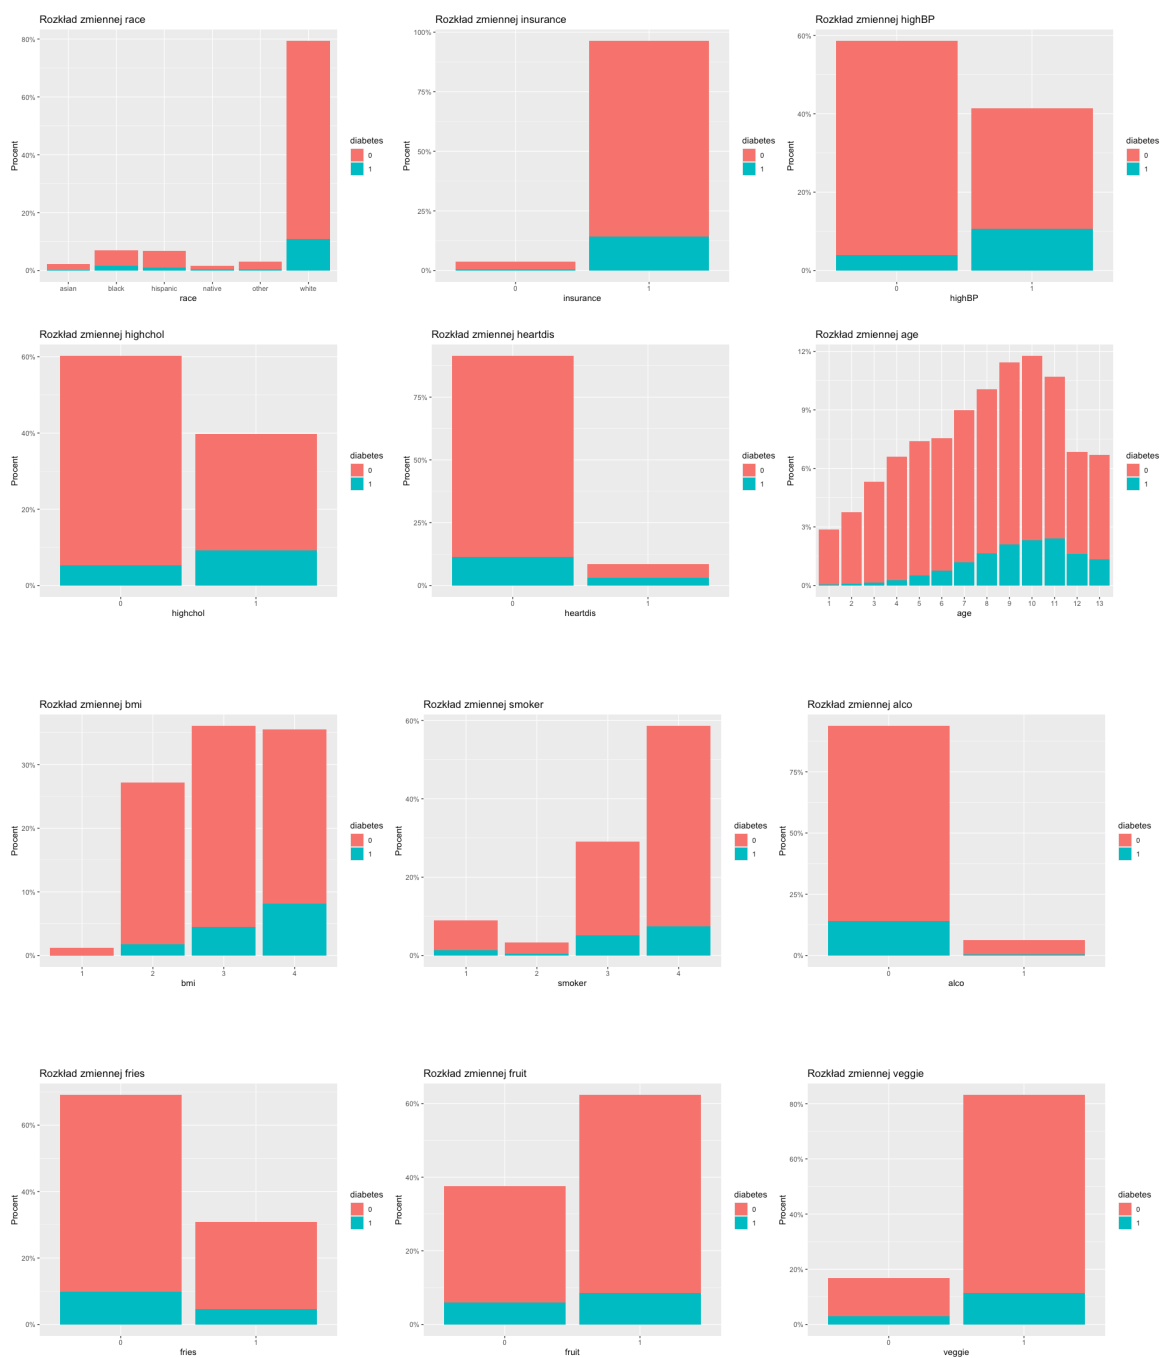 Rozkład zmiennej race
Procent
80%
60%
40%
20%
0%
asian black hispanic native other white
race
diabetes
0
1
Rozkład zmiennej insurance
Procent
100%
75%
50%
25%
0%
0 1
insurance
diabetes
0
1
Rozkład zmiennej highBP
Procent
60%
40%
20%
0%
0 1
highBP
diabetes
0
1
Rozkład zmiennej highchol
Procent
60%
40%
20%
0%
0 1
highchol
diabetes
0
1
Rozkład zmiennej heartdis
Procent
75%
50%
25%
0%
0 1
heartdis
diabetes
0
1
Rozkład zmiennej age
Procent
12%
9%
6%
3%
0%
1 2 3 4 5 6 7 8 9 10 11 12 13
age
diabetes
0
1
Rozkład zmiennej bmi
Procent
30%
20%
10%
0%
1 2 3 4
bmi
diabetes
0
1
Rozkład zmiennej smoker
Procent
60%
40%
20%
0%
1 2 3 4
smoker
diabetes
0
1
Rozkład zmiennej alco
Procent
75%
50%
25%
0%
0 1
alco
diabetes
0
1
Rozkład zmiennej fries
Procent
60%
40%
20%
0%
0 1
fries
diabetes
0
1
Rozkład zmiennej fruit
Procent
60%
40%
20%
0%
0 1
fruit
diabetes
0
1
Rozkład zmiennej veggie
Procent
80%
60%
40%
20%
0%
0 1
veggie
diabetes
0
1